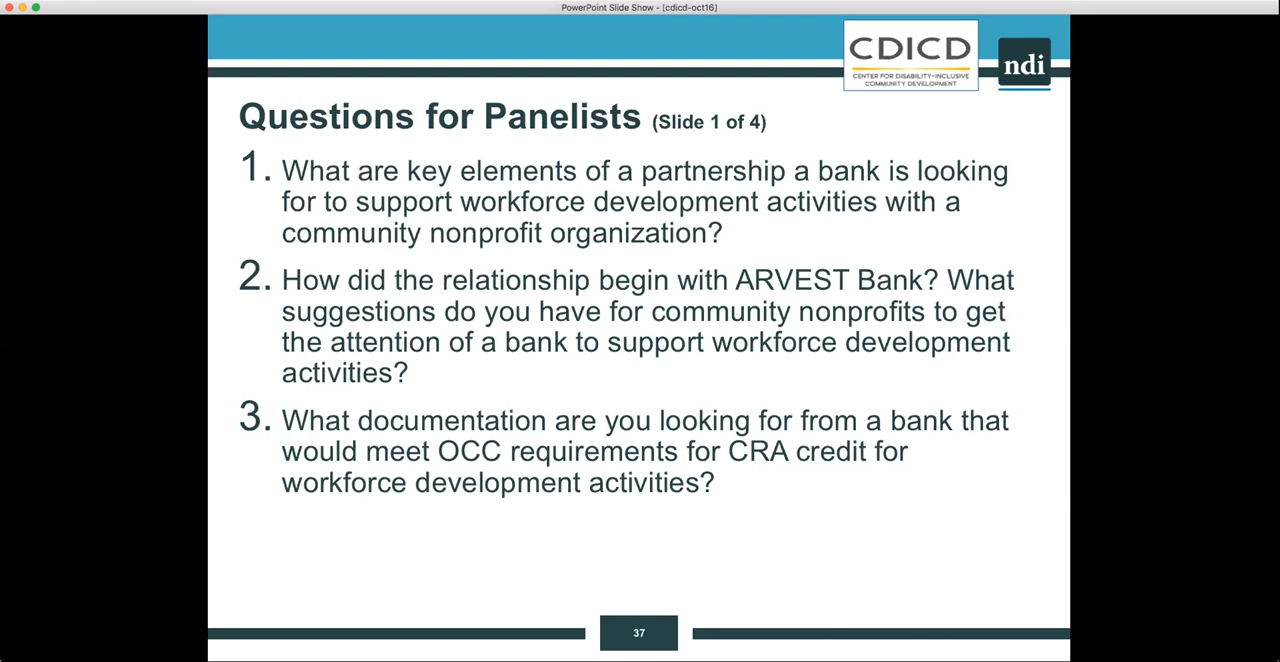 PowerPoint Slide Show - [cdicd-oct16]
CDICD
CENTER FOR DISABILITY-INCLUSIVE
COMMUNITY DEVELOPMENT
ndi
Questions for Panelists (Slide 1 of 4)
1. What are key elements of a partnership a bank is looking
for to support workforce development activities with a
community nonprofit organization?
2. How did the relationship begin with ARVEST Bank? What
suggestions do you have for community nonprofits to get
the attention of a bank to support workforce development
activities?
3. What documentation are you looking for from a bank that
would meet OCC requirements for CRA credit for
workforce development activities?
37